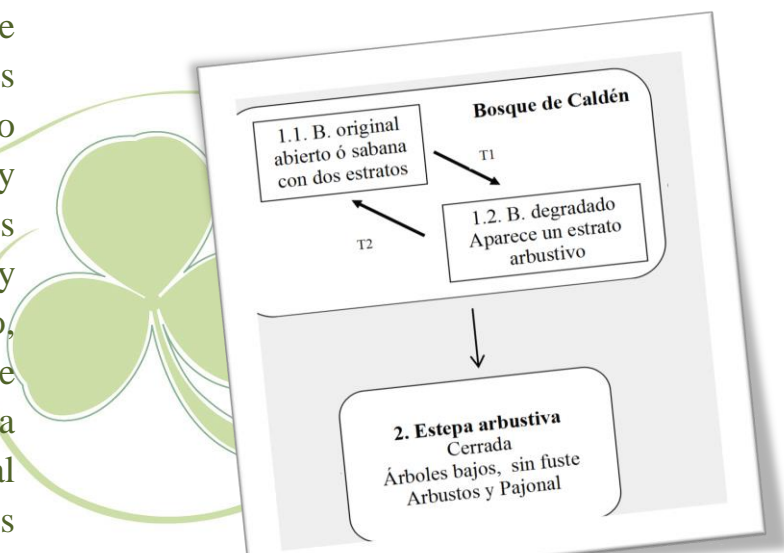 e
s
o
y
s
y
o,
e
a
al
s
Bosque de Caldén
1.1. B. original
abierto ó sabana
con dos estratos
T1
T2
1.2. B. degradado
Aparece un estrato
arbustivo
2. Estepa arbustiva
Cerrada
Árboles bajos, sin fuste
Arbustos y Pajonal